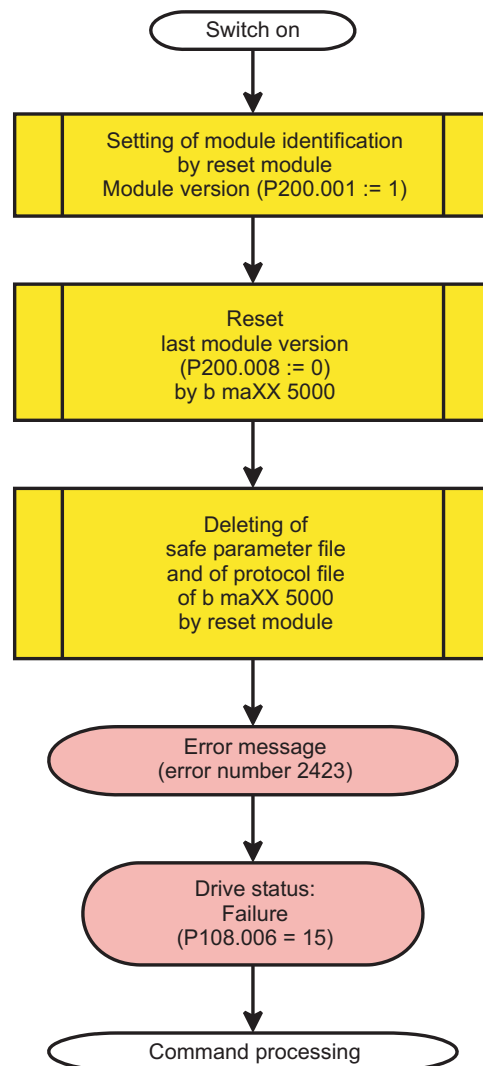 Switch on
Setting of module identification
by reset module
Module version (P200.001 := 1)
Reset
last module version
(P200.008 := 0)
by b maXX 5000
Deleting of
safe parameter file
and of protocol file
of b maXX 5000
by reset module
Error message
(error number 2423)
Drive status:
Failure
(P108.006 = 15)
Command processing